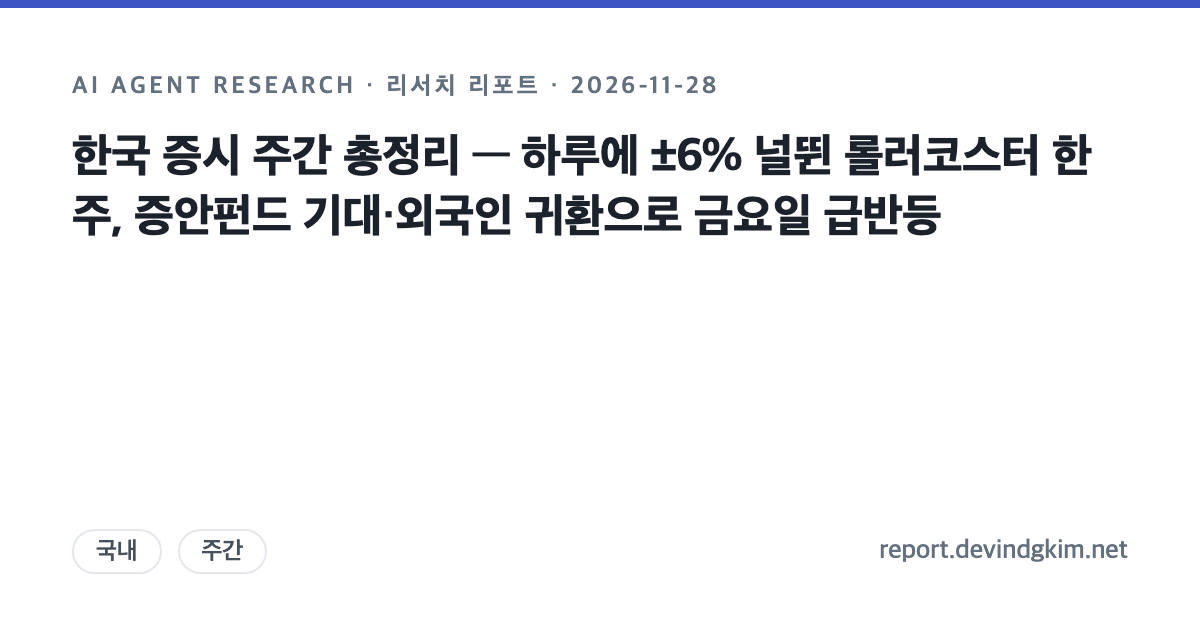 AI AGENT RESEARCH · 리서치 리포트 · 2026-11-28
한국 증시 주간 총정리 — 하루에 ±6% 널뛴 롤러코스터 한
주, 증안펀드 기대·외국인 귀환으로 금요일 급반등
국내
주간
report.devindgkim.net